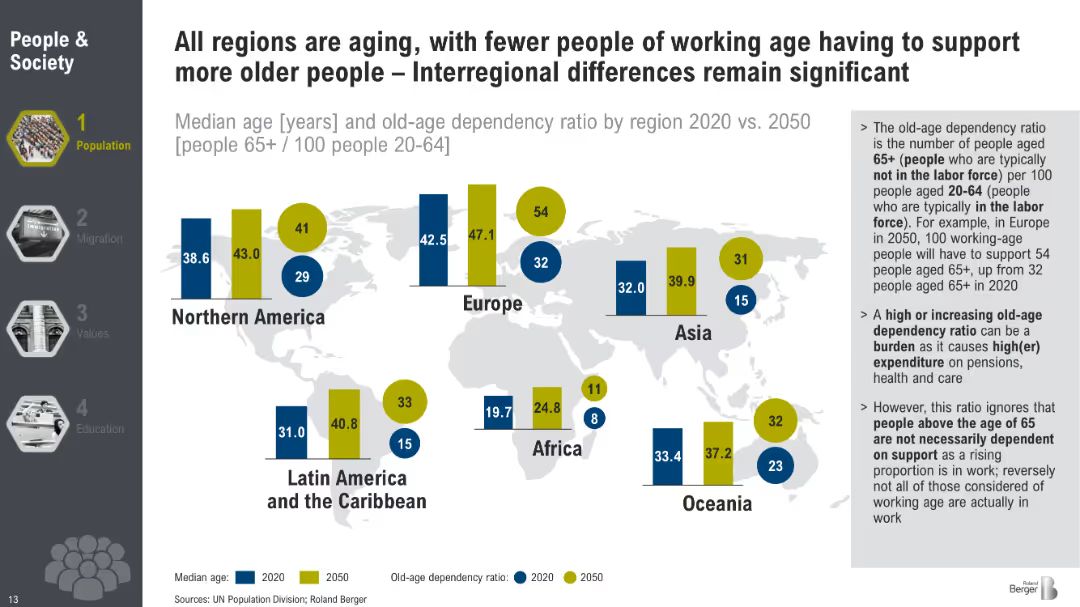 People &
Society
All regions are aging, with fewer people of working age having to support
more older people – Interregional differences remain significant
1
Population
2
Migration
3
Values
4
Education
Median age [years] and old-age dependency ratio by region 2020 vs. 2050
[people 65+ / 100 people 20-64]
38.6
43.0
41
29
Northern America
42.5
47.1
54
32
Europe
32.0
39.9
31
15
Asia
31.0
40.8
33
15
Latin America
and the Caribbean
19.7
24.8
11
8
Africa
33.4
37.2
32
23
Oceania
> The old-age dependency ratio
is the number of people aged
65+ (people who are typically
not in the labor force) per 100
people aged 20-64 (people
who are typically in the labor
force). For example, in Europe
in 2050, 100 working-age
people will have to support 54
people aged 65+, up from 32
people aged 65+ in 2020
> A high or increasing old-age
dependency ratio can be a
burden as it causes high(er)
expenditure on pensions,
health and care
> However, this ratio ignores that
people above the age of 65
are not necessarily dependent
on support as a rising
proportion is in work; reversely
not all of those considered of
working age are actually in
work
Median age: 2020 2050 Old-age dependency ratio: 2020 2050
Sources: UN Population Division; Roland Berger
13
Roland
Berger
B